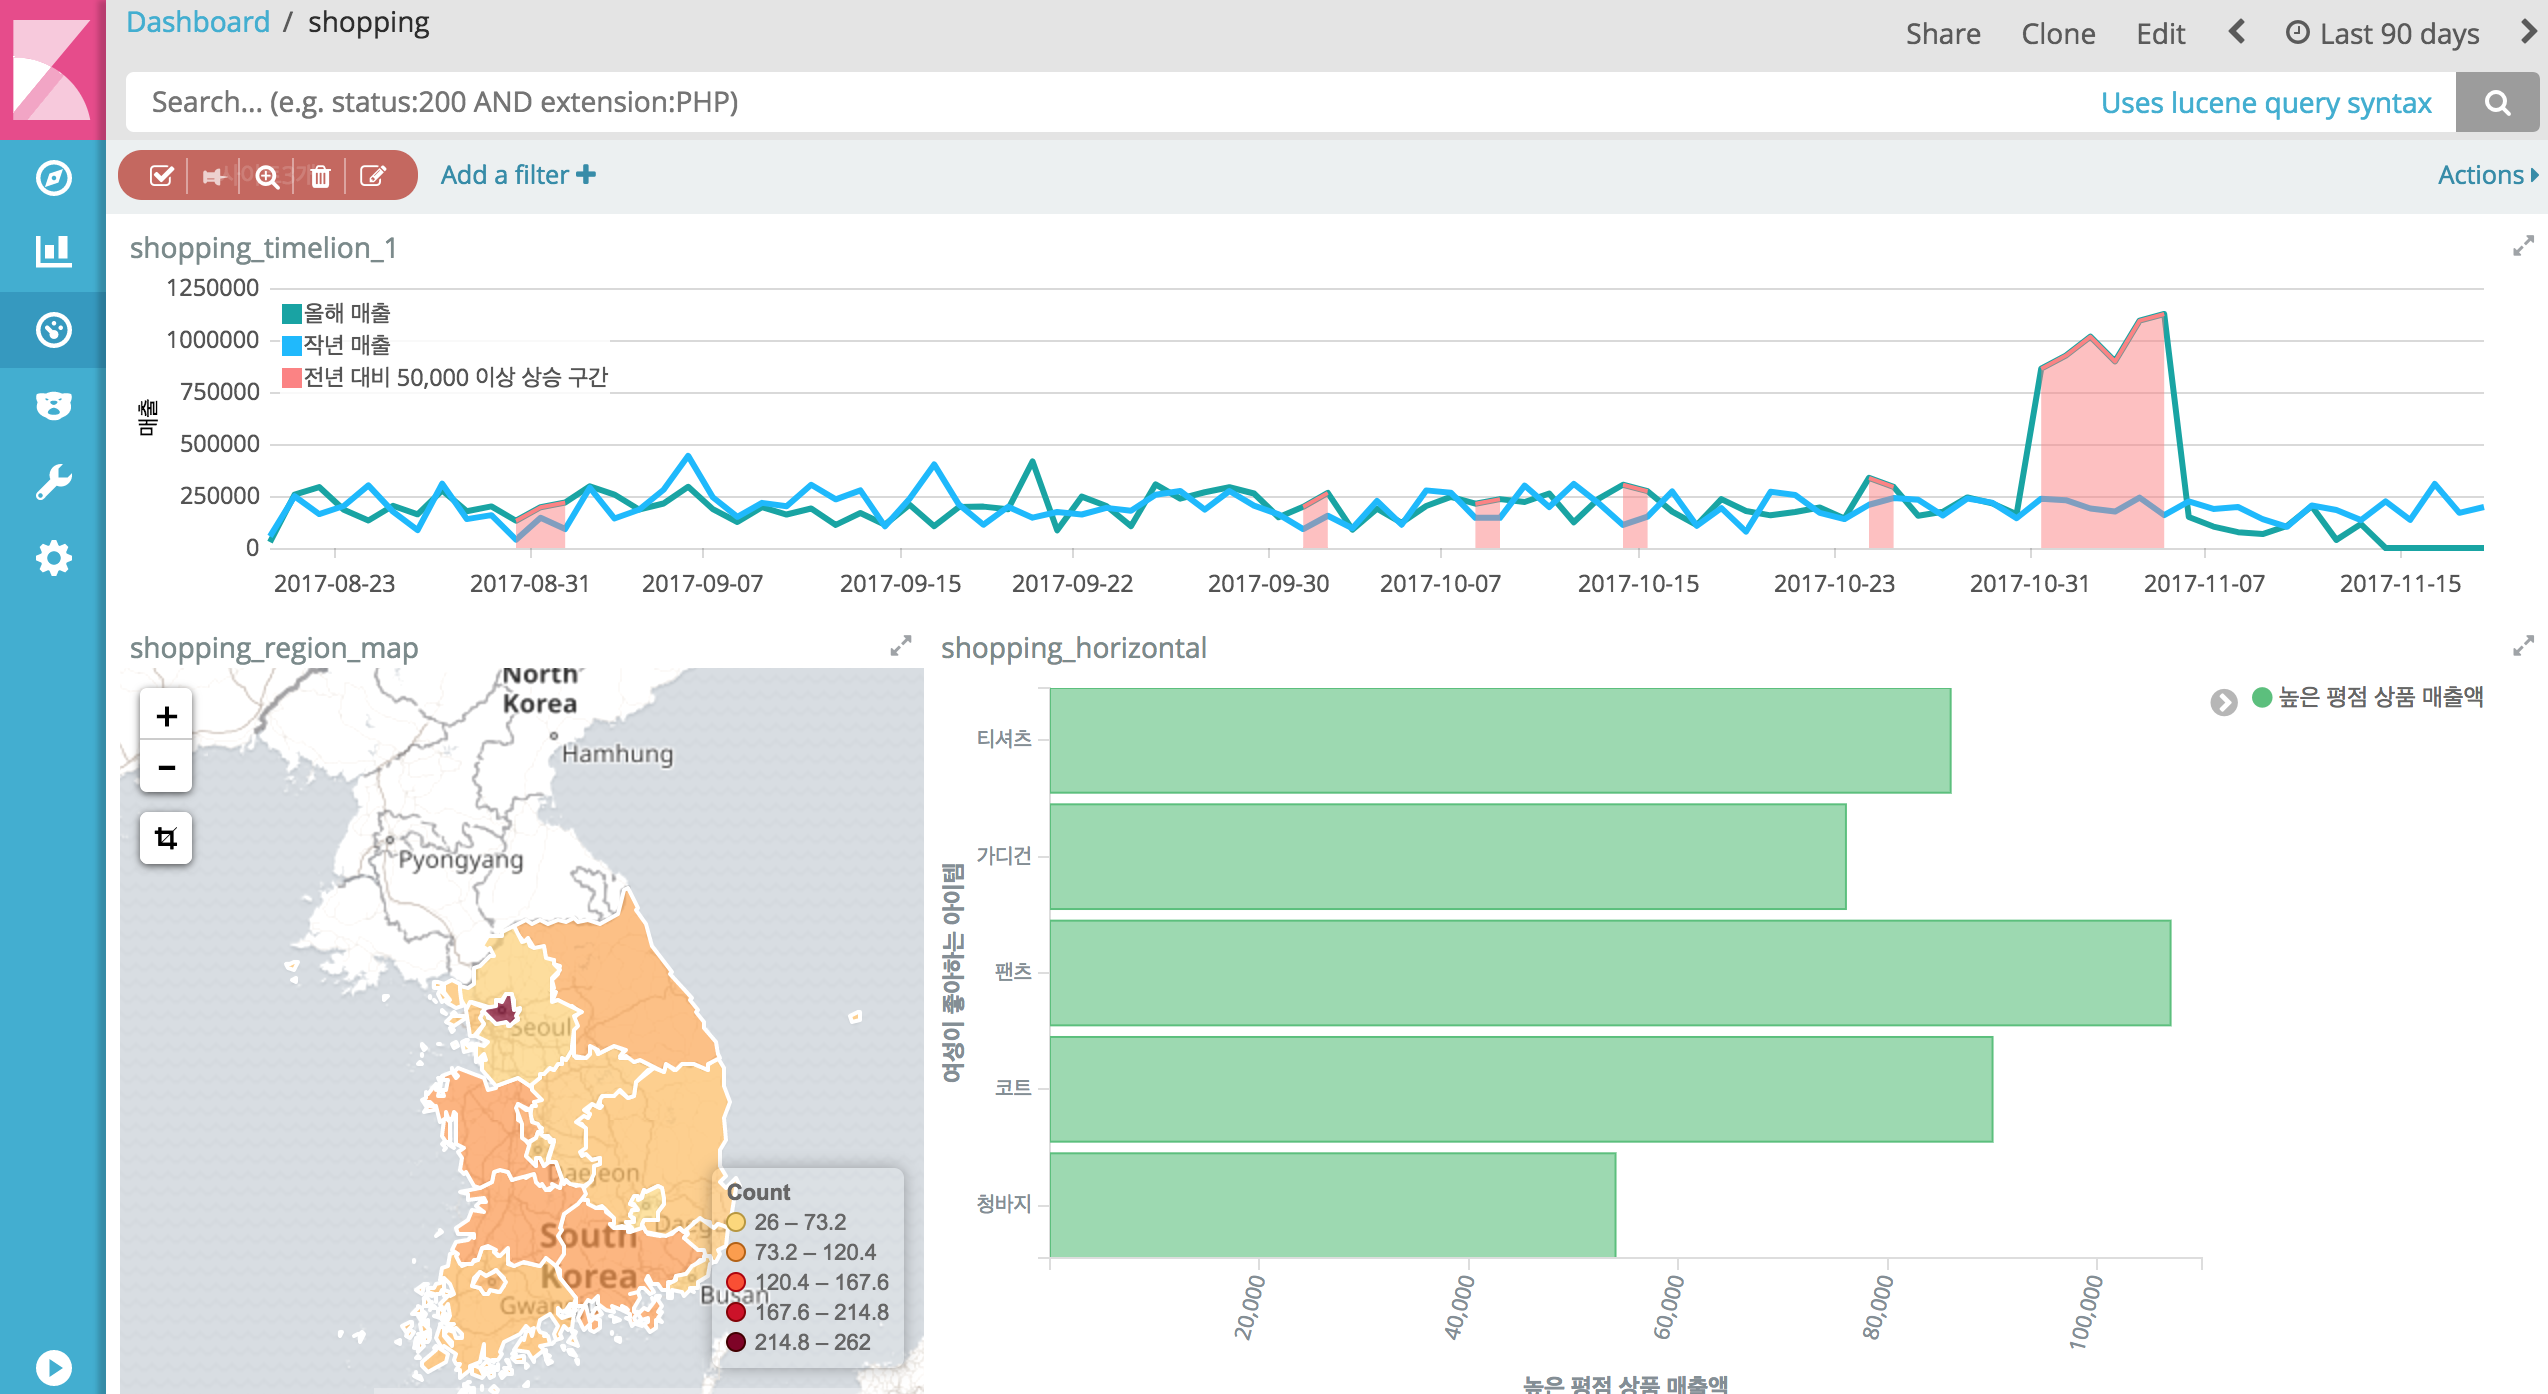 Dashboard / shopping
Share Clone Edit Last 90 days
Search... (e.g. status:200 AND extension:PHP)
Uses lucene query syntax
Add a filter
Actions
shopping_timelion_1
1250000
1000000
750000
500000
250000
0
매출
올해 매출
작년 매출
전년 대비 50,000 이상 상승 구간
2017-08-23 2017-08-31 2017-09-07 2017-09-15 2017-09-22 2017-09-30 2017-10-07 2017-10-15 2017-10-23 2017-10-31 2017-11-07 2017-11-15
shopping_region_map
+
−
North
Korea
Hamhung
Pyongyang
Seoul
Daejeon
South
Korea
Busan
Count
26 – 73.2
73.2 – 120.4
120.4 – 167.6
167.6 – 214.8
214.8 – 262
shopping_horizontal
높은 평점 상품 매출액
여성이 좋아하는 아이템
티셔츠
가디건
팬츠
코트
청바지
20,000 40,000 60,000 80,000 100,000
높은 평점 상품 매출액